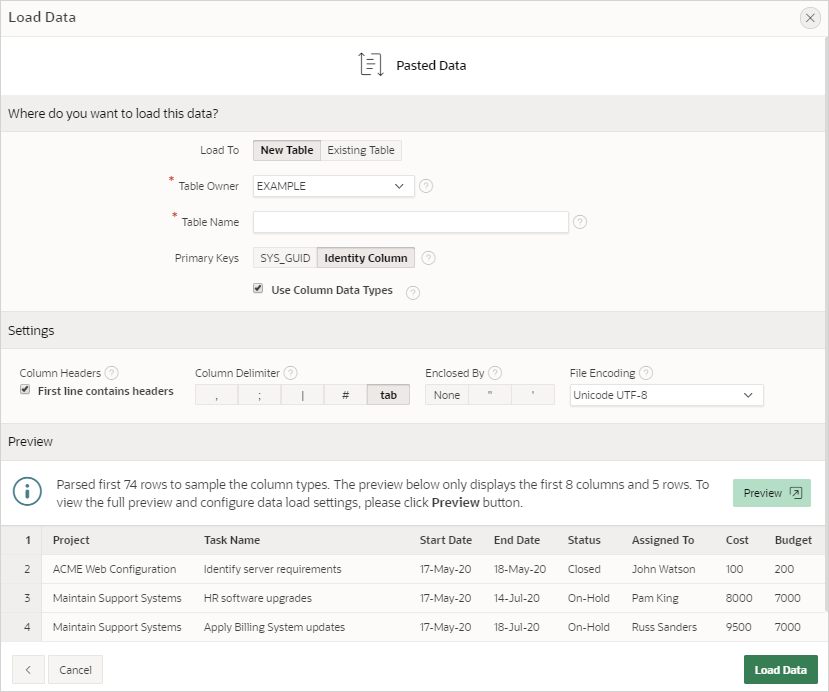 Load Data
Pasted Data
Where do you want to load this data?
Load To New Table Existing Table
* Table Owner EXAMPLE ?
* Table Name ?
Primary Keys SYS_GUID Identity Column ?
Use Column Data Types ?
Settings
Column Headers ? Column Delimiter ? Enclosed By ? File Encoding ?
First line contains headers , ; | # tab None " ' Unicode UTF-8
Preview
Parsed first 74 rows to sample the column types. The preview below only displays the first 8 columns and 5 rows. To
view the full preview and configure data load settings, please click Preview button.
Preview
1 Project Task Name Start Date End Date Status Assigned To Cost Budget
2 ACME Web Configuration Identify server requirements 17-May-20 18-May-20 Closed John Watson 100 200
3 Maintain Support Systems HR software upgrades 17-May-20 14-Jul-20 On-Hold Pam King 8000 7000
4 Maintain Support Systems Apply Billing System updates 17-May-20 18-Jul-20 On-Hold Russ Sanders 9500 7000
< Cancel Load Data